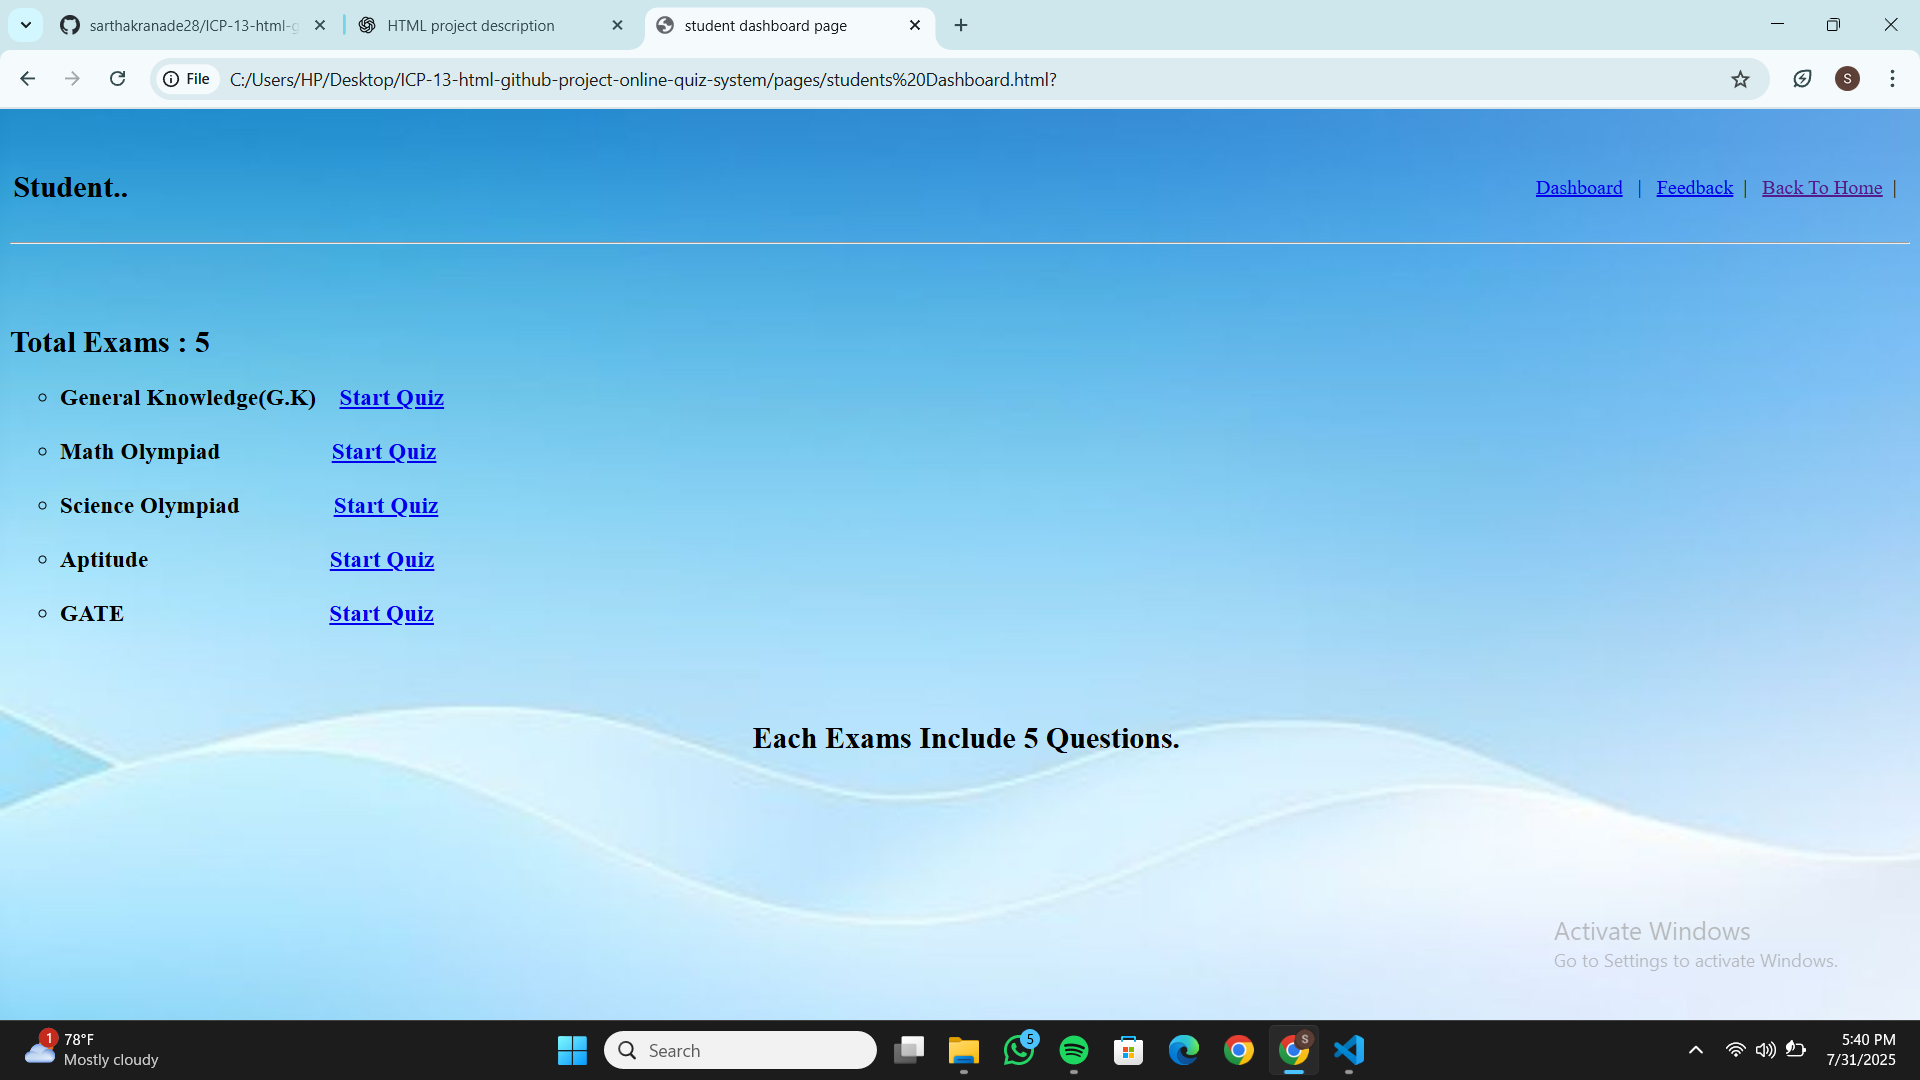 sarthakranade28/ICP-13-html-g
HTML project description
student dashboard page
File
C:/Users/HP/Desktop/ICP-13-html-github-project-online-quiz-system/pages/students%20Dashboard.html?
S
Student..
Dashboard | Feedback | Back To Home |
Total Exams : 5
General Knowledge(G.K) Start Quiz
Math Olympiad Start Quiz
Science Olympiad Start Quiz
Aptitude Start Quiz
GATE Start Quiz
Each Exams Include 5 Questions.
Activate Windows
Go to Settings to activate Windows.
1
78°F
Mostly cloudy
Search
5
S
5:40 PM
7/31/2025